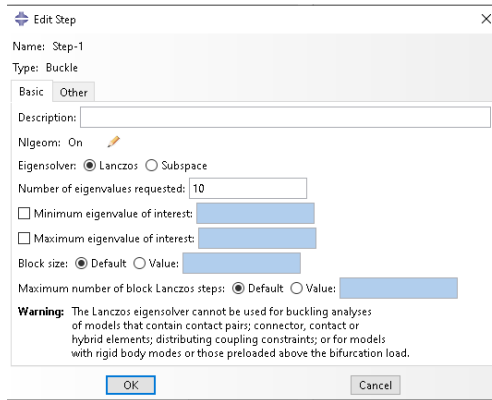 Edit Step
Name: Step-1
Type: Buckle
Basic Other
Description:
Nlgeom: On
Eigensolver: Lanczos Subspace
Number of eigenvalues requested: 10
Minimum eigenvalue of interest:
Maximum eigenvalue of interest:
Block size: Default Value:
Maximum number of block Lanczos steps: Default Value:
Warning: The Lanczos eigensolver cannot be used for buckling analyses
of models that contain contact pairs; connector, contact or
hybrid elements; distributing coupling constraints; or for models
with rigid body modes or those preloaded above the bifurcation load.
OK Cancel